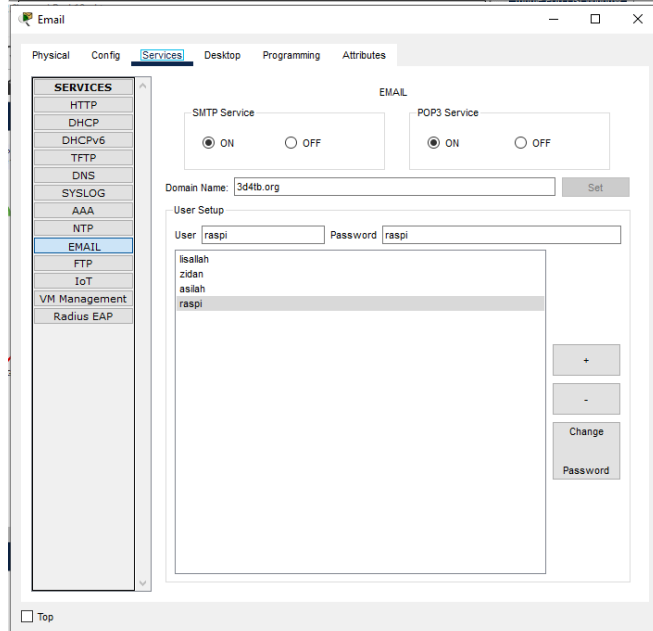 Email
Physical Config Services Desktop Programming Attributes
SERVICES
HTTP
DHCP
DHCPv6
TFTP
DNS
SYSLOG
AAA
NTP
EMAIL
FTP
IoT
VM Management
Radius EAP
EMAIL
SMTP Service
ON OFF
POP3 Service
ON OFF
Domain Name: 3d4tb.org Set
User Setup
User raspi Password raspi
lisallah
zidan
asilah
raspi
+
-
Change
Password
Top